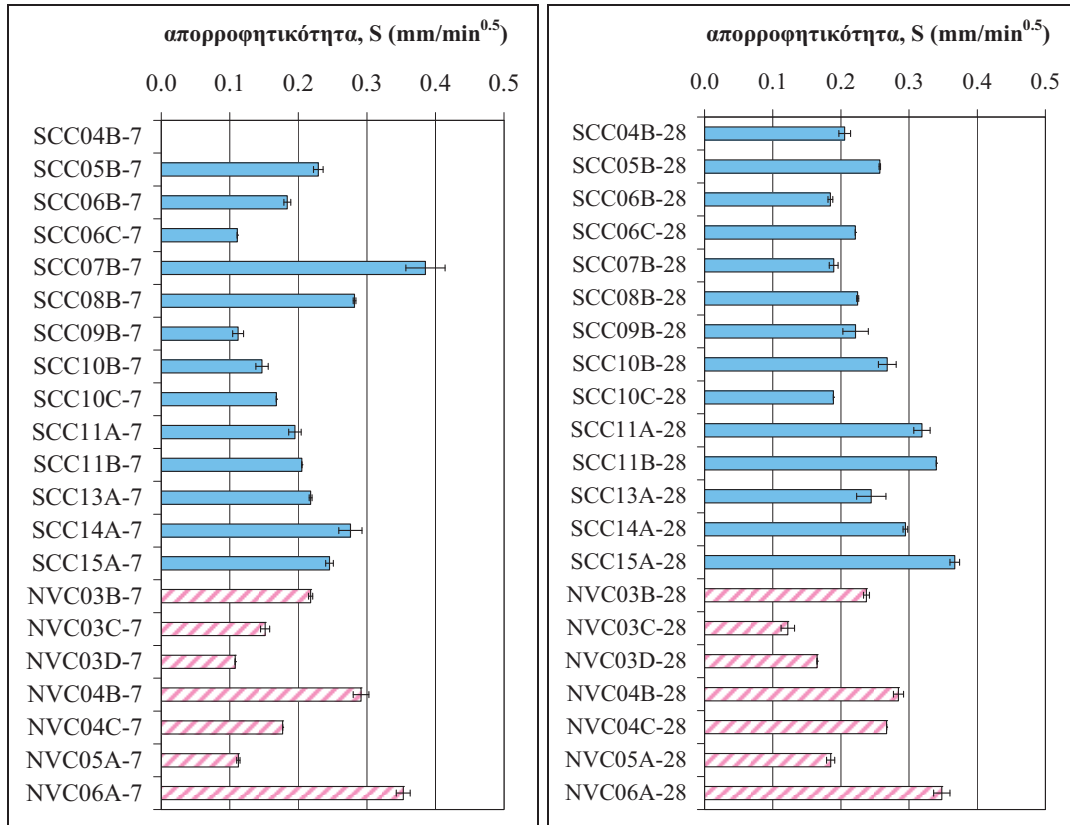 απορροφητικότητα, S (mm/min^0.5)
0.0 0.1 0.2 0.3 0.4 0.5
SCC04B-7
SCC05B-7
SCC06B-7
SCC06C-7
SCC07B-7
SCC08B-7
SCC09B-7
SCC10B-7
SCC10C-7
SCC11A-7
SCC11B-7
SCC13A-7
SCC14A-7
SCC15A-7
NVC03B-7
NVC03C-7
NVC03D-7
NVC04B-7
NVC04C-7
NVC05A-7
NVC06A-7
απορροφητικότητα, S (mm/min^0.5)
0.0 0.1 0.2 0.3 0.4 0.5
SCC04B-28
SCC05B-28
SCC06B-28
SCC06C-28
SCC07B-28
SCC08B-28
SCC09B-28
SCC10B-28
SCC10C-28
SCC11A-28
SCC11B-28
SCC13A-28
SCC14A-28
SCC15A-28
NVC03B-28
NVC03C-28
NVC03D-28
NVC04B-28
NVC04C-28
NVC05A-28
NVC06A-28